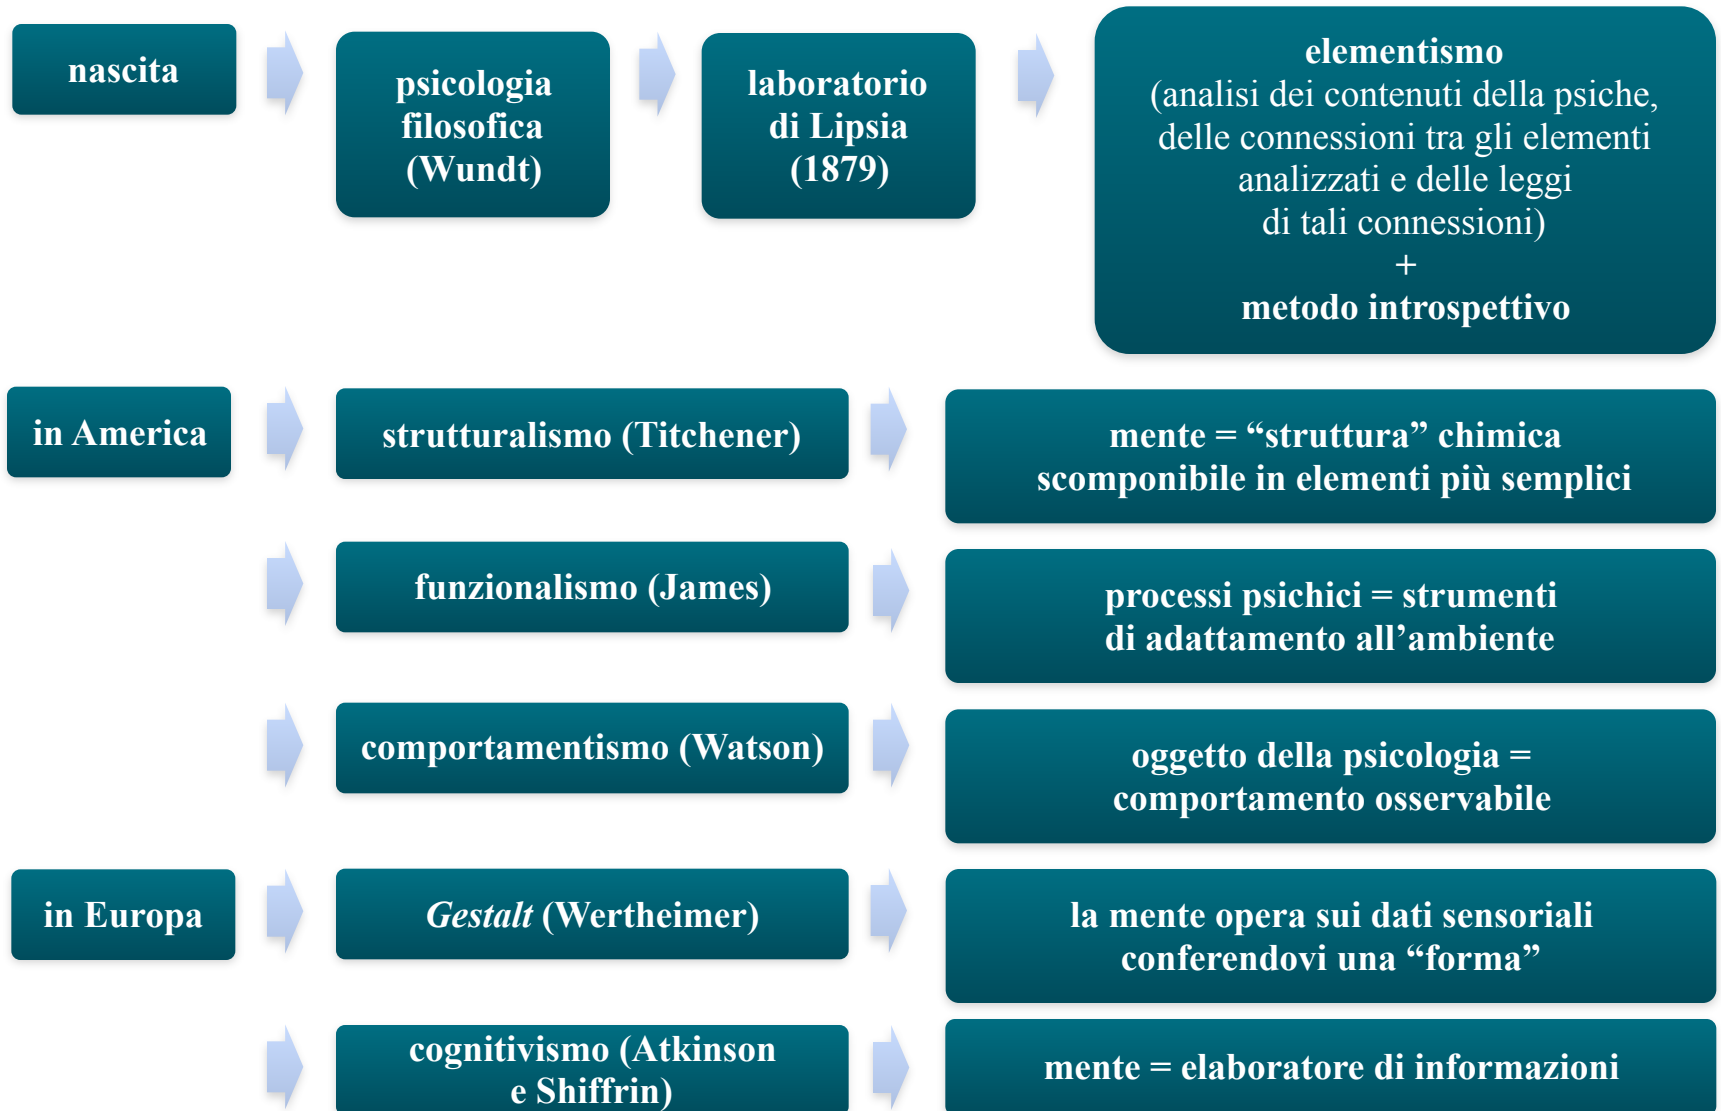 nascita
psicologia
filosofica
(Wundt)
laboratorio
di Lipsia
(1879)
elementismo
(analisi dei contenuti della psiche,
delle connessioni tra gli elementi
analizzati e delle leggi
di tali connessioni)
+
metodo introspettivo
in America
strutturalismo (Titchener)
mente = “struttura” chimica
scomponibile in elementi più semplici
funzionalismo (James)
processi psichici = strumenti
di adattamento all’ambiente
comportamentismo (Watson)
oggetto della psicologia =
comportamento osservabile
in Europa
Gestalt (Wertheimer)
la mente opera sui dati sensoriali
conferendovi una “forma”
cognitivismo (Atkinson
e Shiffrin)
mente = elaboratore di informazioni